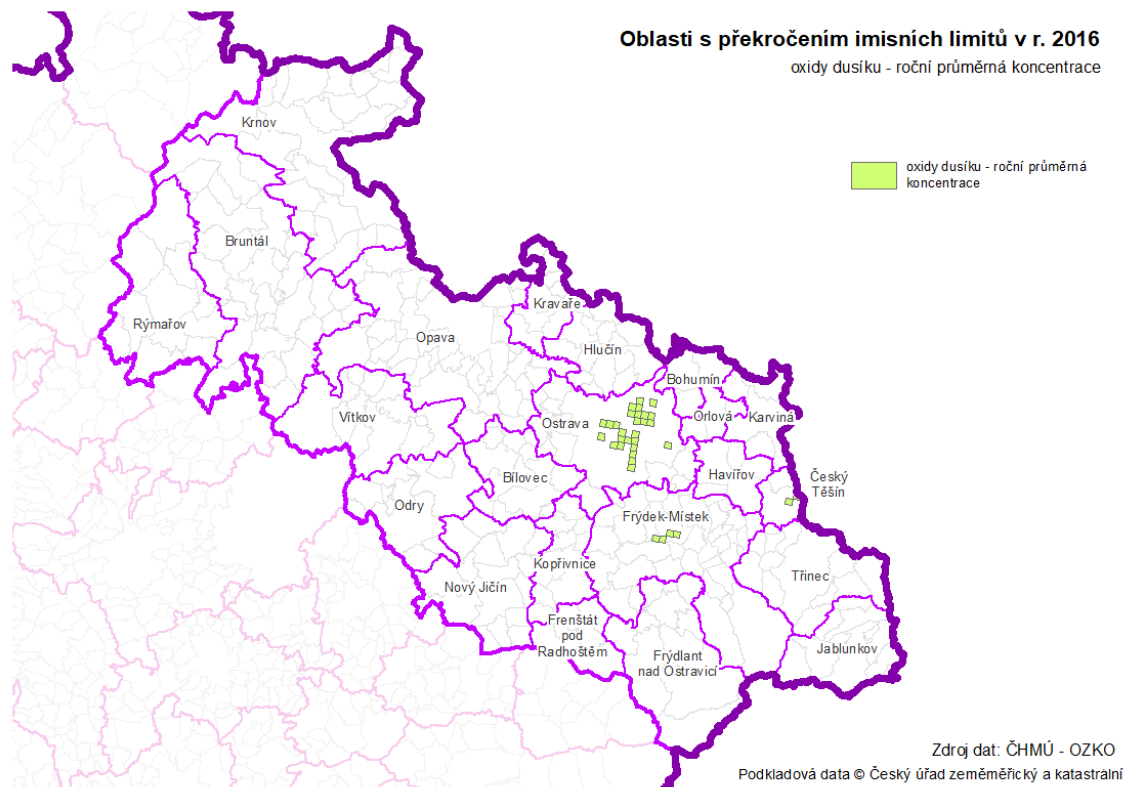 Oblasti s překročením imisních limitů v r. 2016
oxidy dusíku - roční průměrná koncentrace
oxidy dusíku - roční průměrná
koncentrace
Krnov
Bruntál
Rýmařov
Kravaře
Opava
Hlučín
Bohumín
Vítkov
Ostrava
Orlová
Karviná
Bílovec
Havířov
Český
Těšín
Odry
Frýdek-Místek
Kopřivnice
Třinec
Nový Jičín
Frenštát
pod
Radhoštěm
Frýdlant
nad Ostravicí
Jablunkov
Zdroj dat: ČHMÚ - OZKO
Podkladová data © Český úřad zeměměřický a katastrální